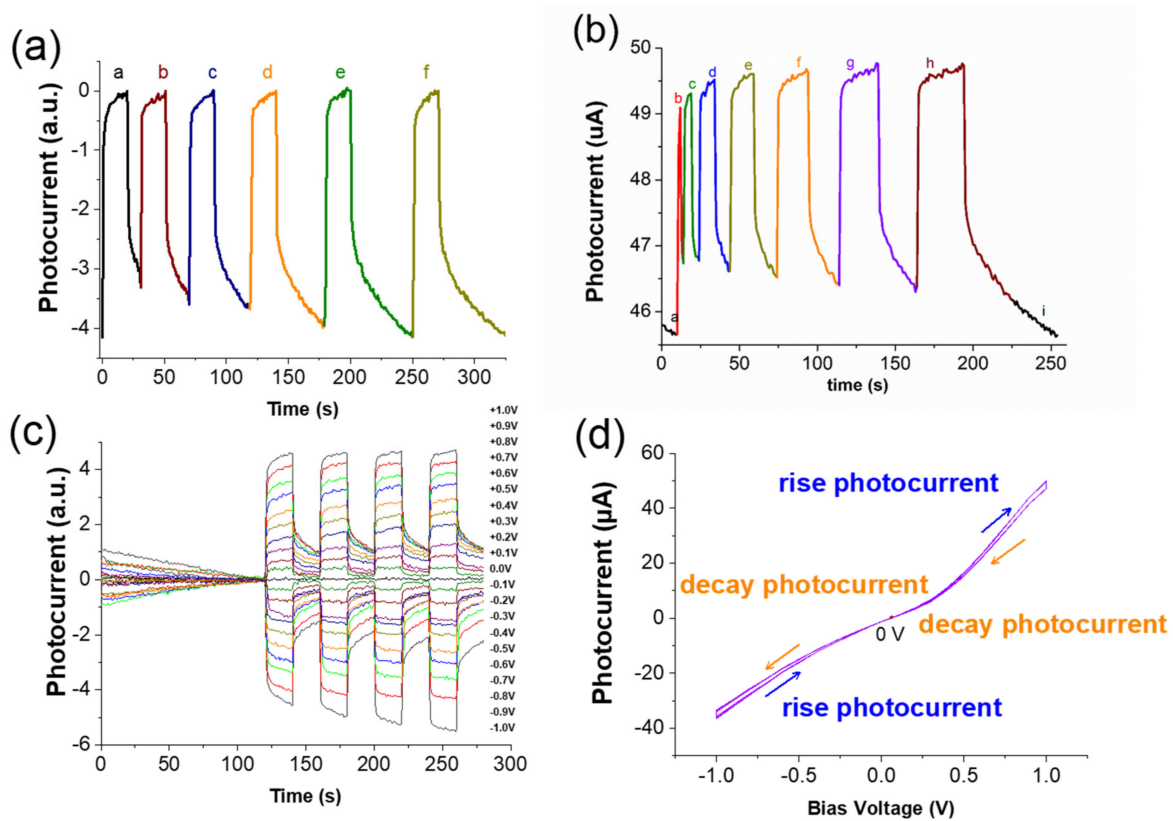 (a)
a b c d e f
0
-1
-2
-3
-4
Photocurrent (a.u.)
0 50 100 150 200 250 300
Time (s)
(b)
50
49
48
47
46
Photocurrent (uA)
a b c d e f g h i
0 50 100 150 200 250
time (s)
(c)
4
2
0
-2
-4
-6
Photocurrent (a.u.)
0 50 100 150 200 250 300
Time (s)
+1.0V
+0.9V
+0.8V
+0.7V
+0.6V
+0.5V
+0.4V
+0.3V
+0.2V
+0.1V
0.0V
-0.1V
-0.2V
-0.3V
-0.4V
-0.5V
-0.6V
-0.7V
-0.8V
-0.9V
-1.0V
(d)
60
40
20
0
-20
-40
Photocurrent (μA)
rise photocurrent
decay photocurrent
0 V
decay photocurrent
rise photocurrent
-1.0 -0.5 0.0 0.5 1.0
Bias Voltage (V)